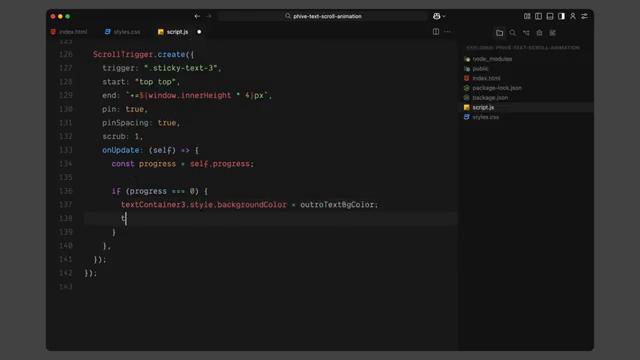 phive-text-scroll-animation
index.html
styles.css
script.js
EXPLORER: PHIVE-TEXT-SCROLL-ANIMATION
node_modules
public
index.html
package-lock.json
package.json
script.js
styles.css
125
126 ScrollTrigger.create({
127 trigger: ".sticky-text-3",
128 start: "top top",
129 end: `+=${window.innerHeight * 4}px`,
130 pin: true,
131 pinSpacing: true,
132 scrub: 1,
133 onUpdate: (self) => {
134 const progress = self.progress;
135
136 if (progress === 0) {
137 textContainer3.style.backgroundColor = outroTextBgColor;
138 t
139 }
140 },
141 });
142 });
143